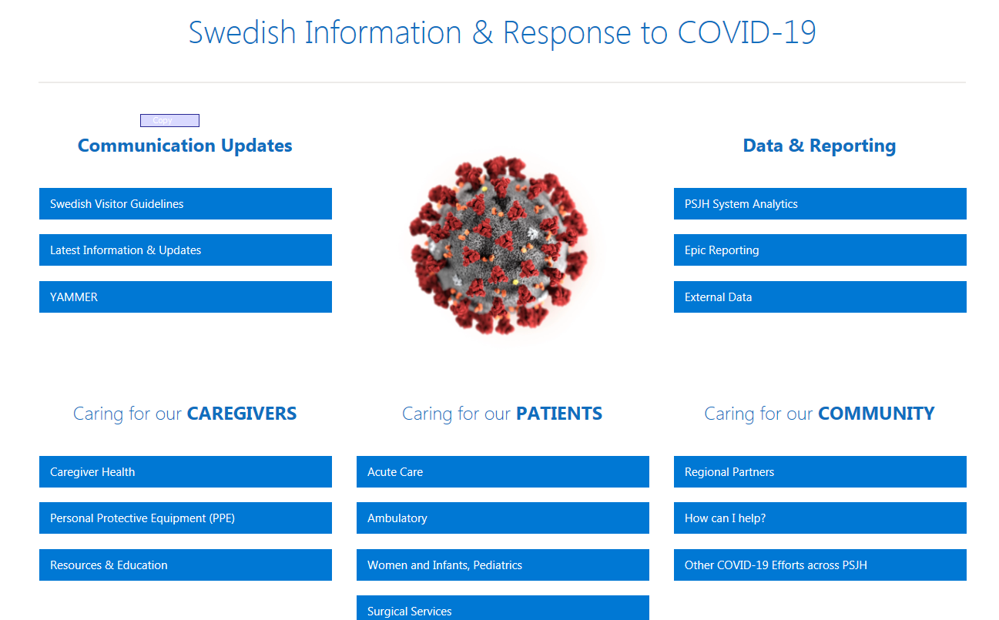 Swedish Information & Response to COVID-19
Copy
Communication Updates
Swedish Visitor Guidelines
Latest Information & Updates
YAMMER
Data & Reporting
PSJH System Analytics
Epic Reporting
External Data
Caring for our CAREGIVERS
Caregiver Health
Personal Protective Equipment (PPE)
Resources & Education
Caring for our PATIENTS
Acute Care
Ambulatory
Women and Infants, Pediatrics
Surgical Services
Caring for our COMMUNITY
Regional Partners
How can I help?
Other COVID-19 Efforts across PSJH